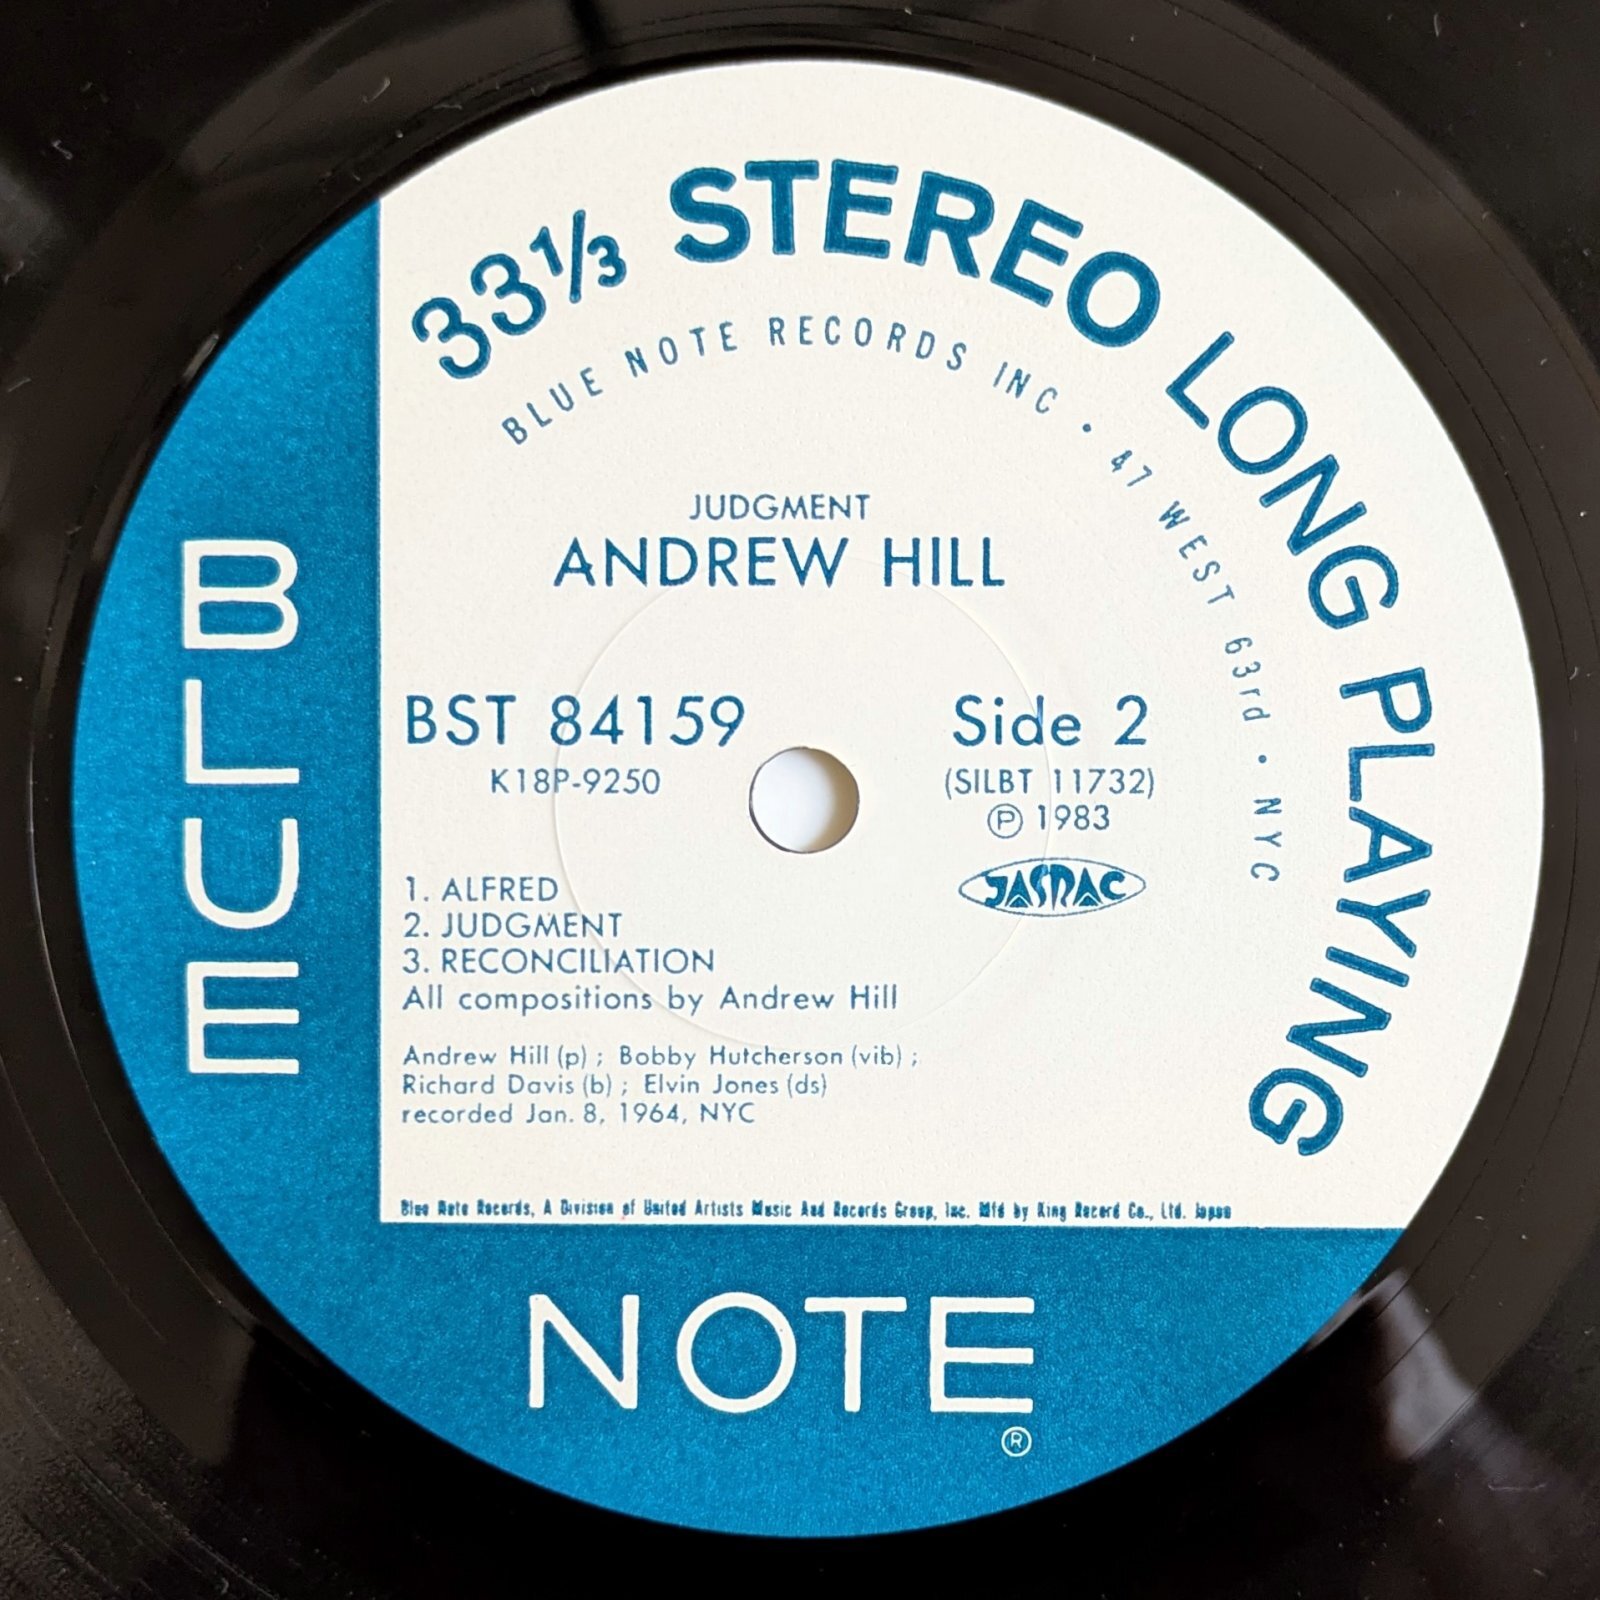 33 1/3 STEREO LONG PLAYING
BLUE NOTE RECORDS INC • 47 WEST 63rd • NYC
JUDGMENT
ANDREW HILL
BST 84159
K18P-9250
Side 2
(SILBT 11732)
Ⓟ 1983
JASRAC
1. ALFRED
2. JUDGMENT
3. RECONCILIATION
All compositions by Andrew Hill
Andrew Hill (p) ; Bobby Hutcherson (vib) ;
Richard Davis (b) ; Elvin Jones (ds)
recorded Jan. 8, 1964, NYC
Blue Note Records, A Division of United Artists Music And Records Group, Inc. Mfd by King Record Co., Ltd. Japan
BLUE
NOTE®